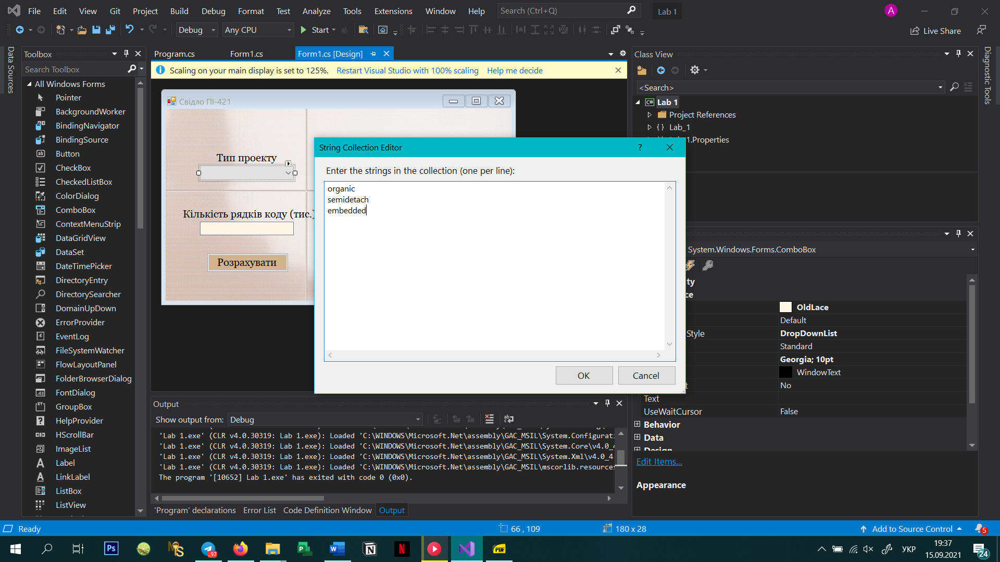 File Edit View Git Project Build Debug Format Test Analyze Tools Extensions Window Help Search (Ctrl+Q) Lab 1 A
Debug Any CPU Start Live Share
Data Sources
Toolbox
Search Toolbox
All Windows Forms
Pointer
BackgroundWorker
BindingNavigator
BindingSource
Button
CheckBox
CheckedListBox
ColorDialog
ComboBox
ContextMenuStrip
DataGridView
DataSet
DateTimePicker
DirectoryEntry
DirectorySearcher
DomainUpDown
ErrorProvider
EventLog
FileSystemWatcher
FlowLayoutPanel
FolderBrowserDialog
FontDialog
GroupBox
HelpProvider
HScrollBar
ImageList
Label
LinkLabel
ListBox
ListView
Program.cs Form1.cs Form1.cs [Design]
Scaling on your main display is set to 125%. Restart Visual Studio with 100% scaling Help me decide
Свідло ПІ-421
Тип проекту
Кількість рядків коду (тис.)
Розрахувати
String Collection Editor ?
Enter the strings in the collection (one per line):
organic
semidetach
embedded
OK Cancel
Output
Show output from: Debug
'Lab 1.exe' (CLR v4.0.30319: Lab 1.exe): Loaded 'C:\WINDOWS\Microsoft.Net\assembly\GAC_MSIL\System.Configurati
'Lab 1.exe' (CLR v4.0.30319: Lab 1.exe): Loaded 'C:\WINDOWS\Microsoft.Net\assembly\GAC_MSIL\System.Core\v4.0_4
'Lab 1.exe' (CLR v4.0.30319: Lab 1.exe): Loaded 'C:\WINDOWS\Microsoft.Net\assembly\GAC_MSIL\System.Xml\v4.0_4
'Lab 1.exe' (CLR v4.0.30319: Lab 1.exe): Loaded 'C:\WINDOWS\Microsoft.Net\assembly\GAC_MSIL\mscorlib.resources
The program '[10652] Lab 1.exe' has exited with code 0 (0x0).
'Program' declarations Error List Code Definition Window Output
Class View
<Search>
Lab 1
Project References
Lab_1
1.Properties
Diagnostic Tools
System.Windows.Forms.ComboBox
ty
ce
OldLace
Default
Style DropDownList
Standard
Georgia; 10pt
WindowText
t No
Text
UseWaitCursor False
Behavior
Data
Design
Edit Items...
Appearance
Ready 66 , 109 180 x 28 Add to Source Control 5
Ps 97 W N PDF УКР 19:37
15.09.2021 24